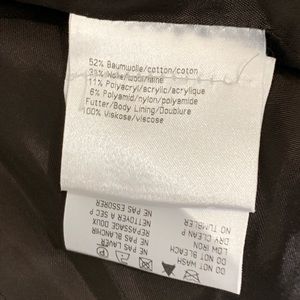 52% Baumwolle/cotton/coton
31% Wolle/wool/laine
11% Polyacryl/acrylic/acrylique
6% Polyamid/nylon/polyamide
Futter/Body Lining/Doublure
100% Viskose/viscose
DO NOT WASH
DO NOT BLEACH
LOW IRON
DRY CLEAN P
NO TUMBLER
NE PAS LAVER
NE PAS BLANCHIR
REPASSAGE DOUX
NETTOYER A SEC P
NE PAS ESSORER